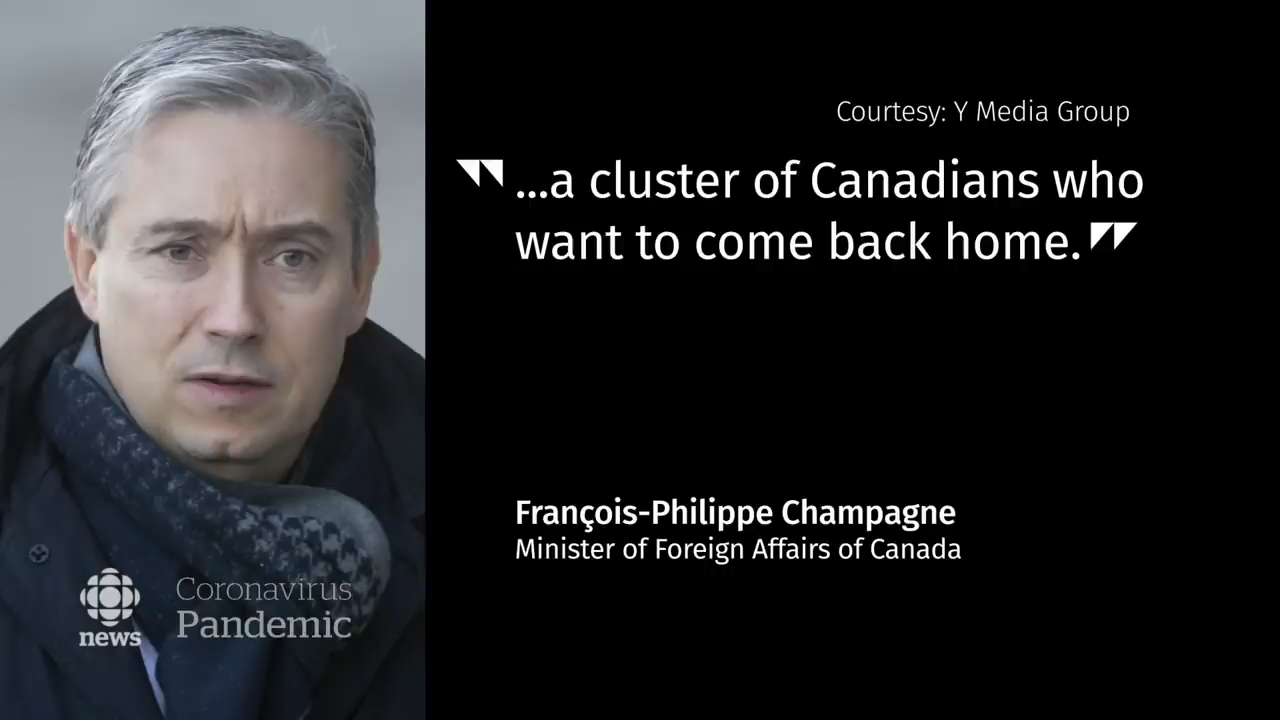 Courtesy: Y Media Group
"...a cluster of Canadians who
want to come back home."
François-Philippe Champagne
Minister of Foreign Affairs of Canada
news
Coronavirus
Pandemic